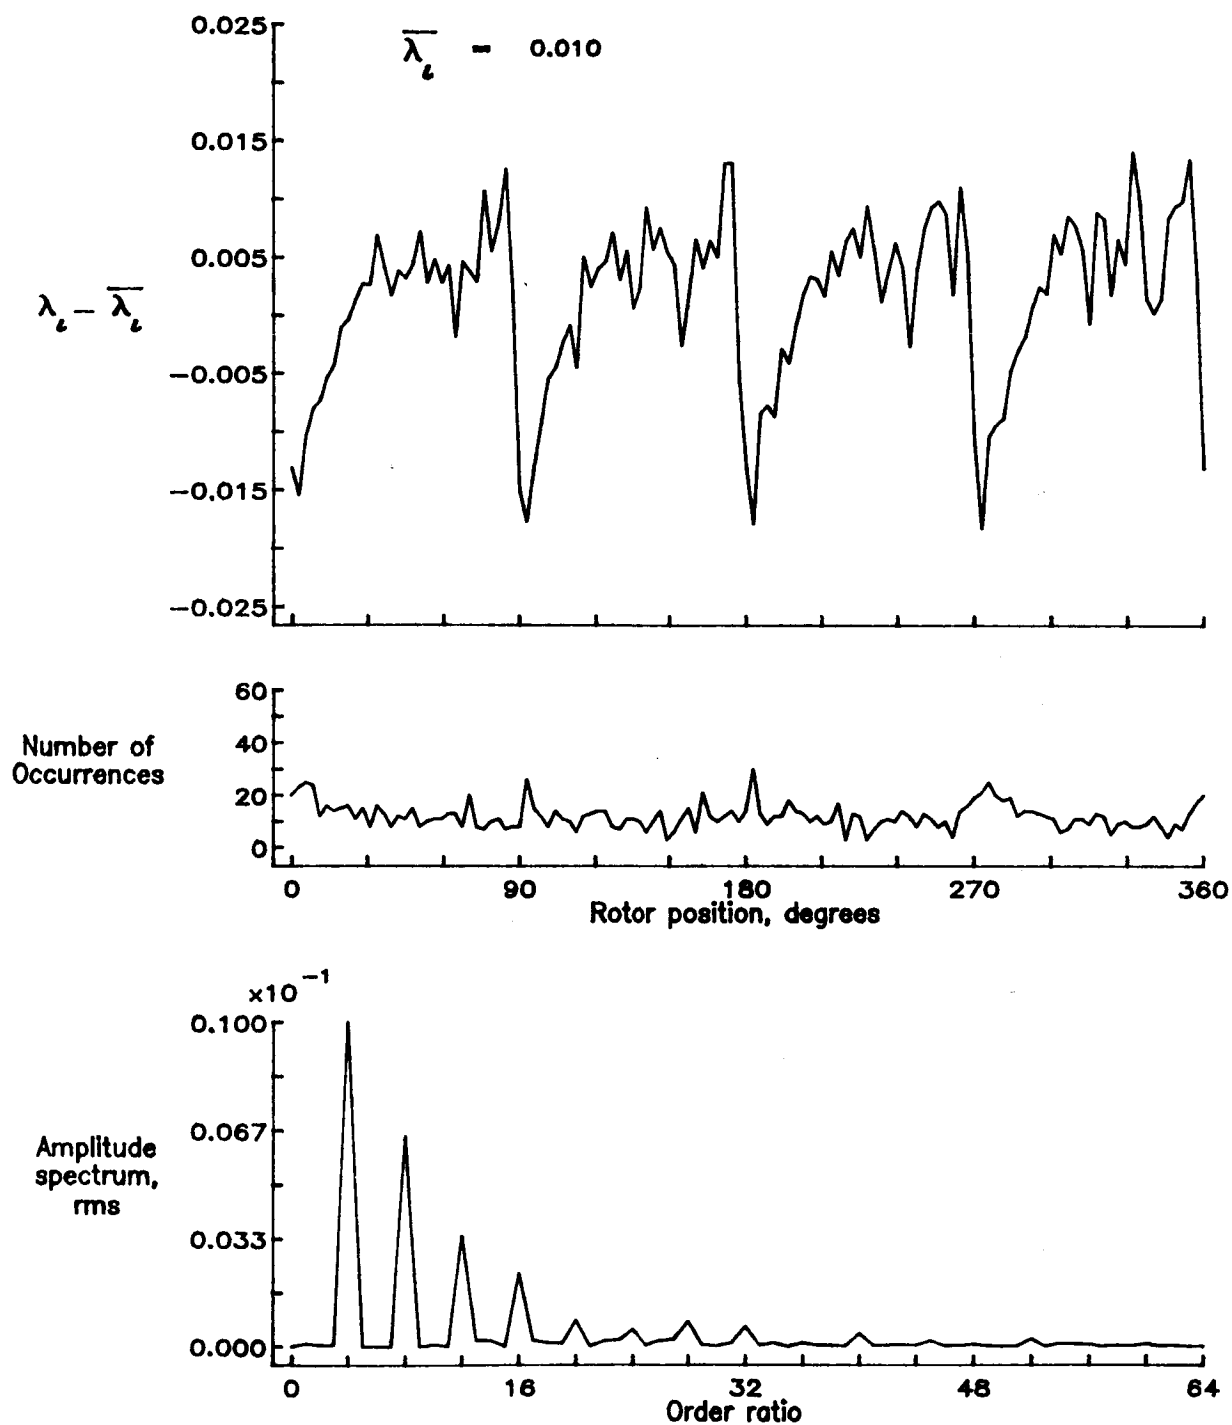 0.025
λ̅ᵢ = 0.010
0.015
0.005
λᵢ − λ̅ᵢ
−0.005
−0.015
−0.025
60
Number of
Occurrences
40
20
0
0 90 180 270 360
Rotor position, degrees
×10⁻¹
0.100
0.067
Amplitude
spectrum,
rms
0.033
0.000
0 16 32 48 64
Order ratio